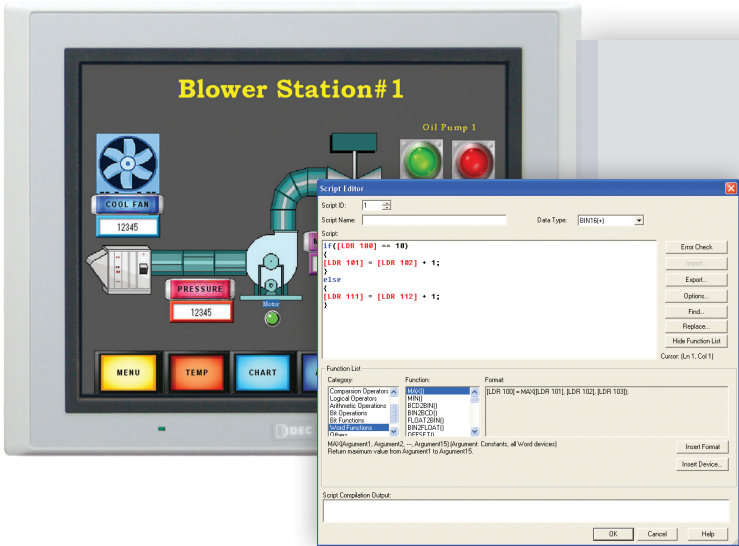 Blower Station#1
Oil Pump 1
COOL FAN
12345
PRESSURE
12345
Motor
MENU
TEMP
CHART
IDEC
Script Editor
Script ID: 1
Script Name:
Data Type: BIN16(+)
Script:
if([LDR 100] == 10)
{
[LDR 101] = [LDR 102] + 1;
}
else
{
[LDR 111] = [LDR 112] + 1;
}
Error Check
Import...
Export...
Options...
Find...
Replace...
Hide Function List
Cursor: (Ln 1, Col 1)
Function List
Category:
Function:
Format:
Comparison Operators
Logical Operators
Arithmetic Operations
Bit Operations
Bit Functions
Word Functions
Others
MAX()
MIN()
BCD2BIN()
BIN2BCD()
FLOAT2BIN()
BIN2FLOAT()
OFFSET()
[LDR 100] = MAX([LDR 101], [LDR 102], [LDR 103]);
MAX(Argument1, Argument2, --, Argument15) (Argument: Constants, all Word devices)
Return maximum value from Argument1 to Argument15.
Insert Format
Insert Device...
Script Compilation Output:
OK
Cancel
Help